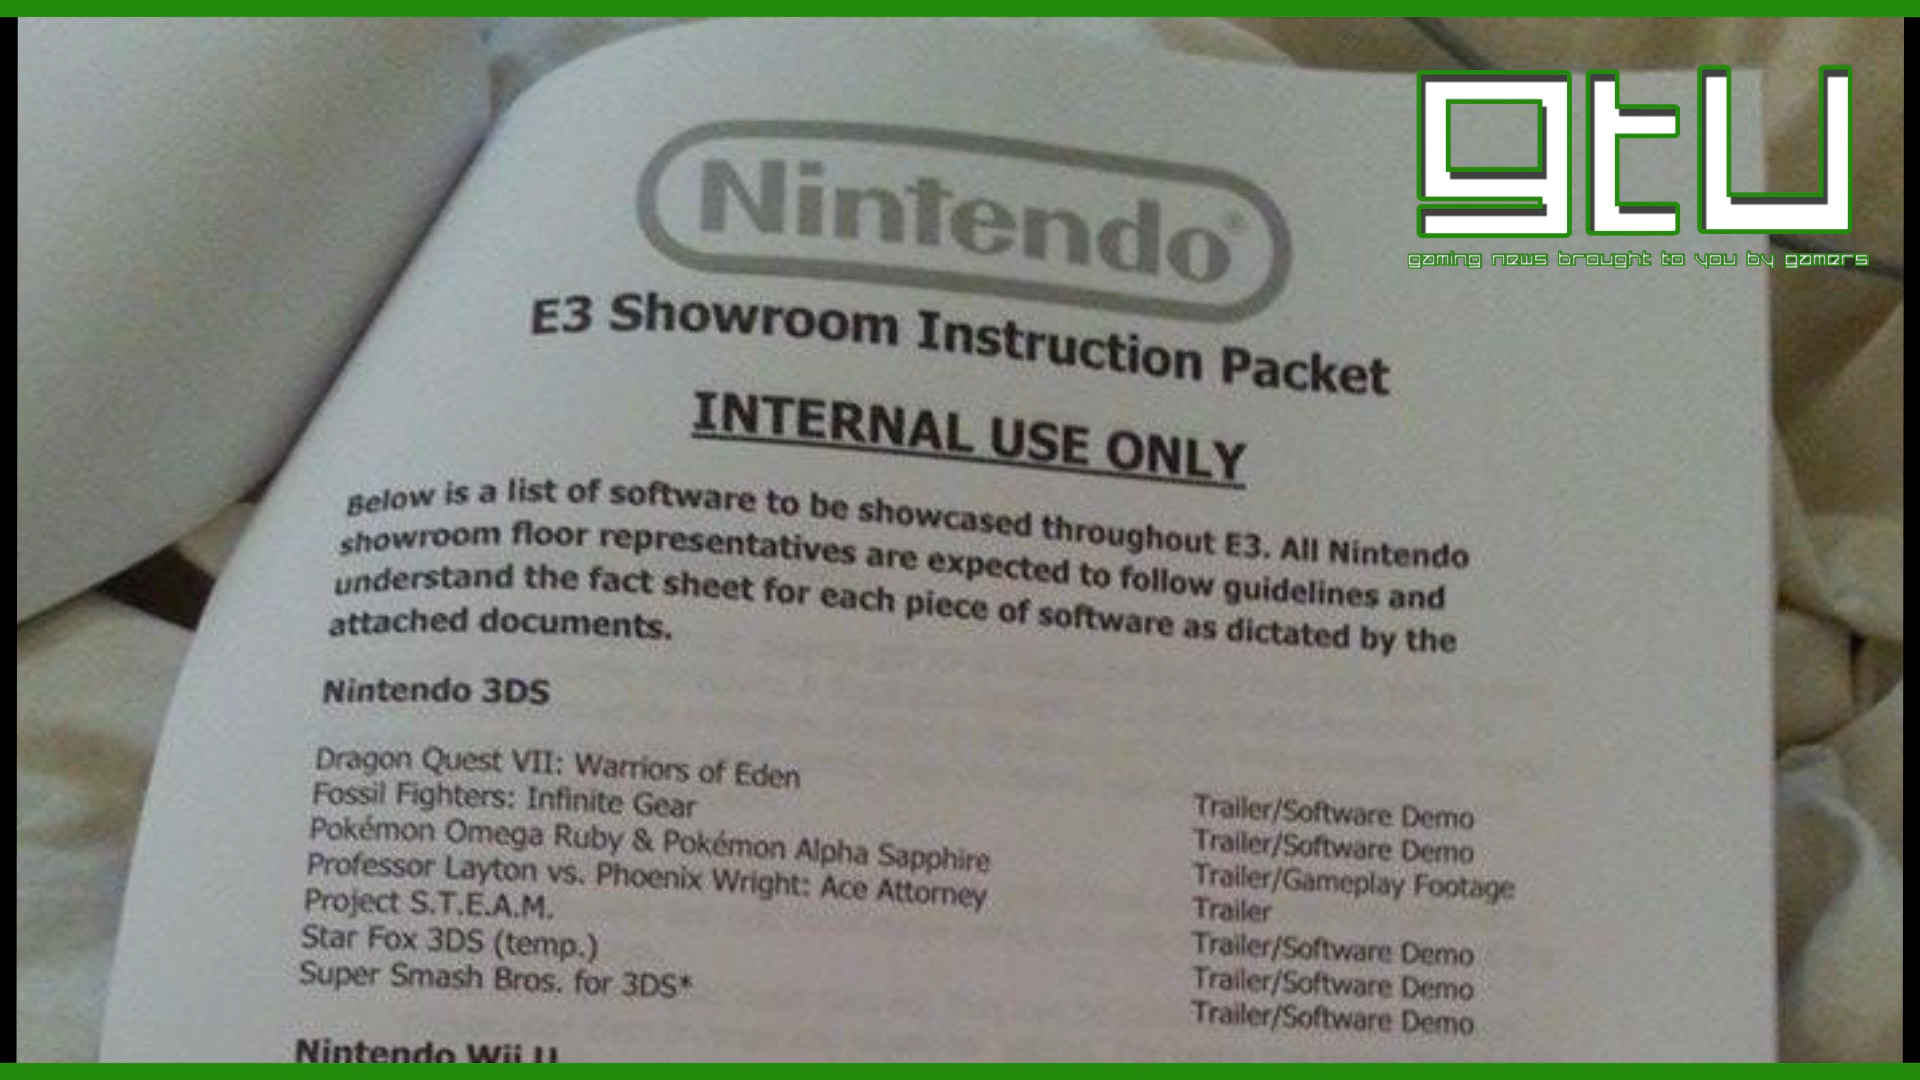 gtu
gaming news brought to you by gamers
Nintendo®
E3 Showroom Instruction Packet
INTERNAL USE ONLY
Below is a list of software to be showcased throughout E3. All Nintendo
showroom floor representatives are expected to follow guidelines and
understand the fact sheet for each piece of software as dictated by the
attached documents.
Nintendo 3DS
Dragon Quest VII: Warriors of Eden Trailer/Software Demo
Fossil Fighters: Infinite Gear Trailer/Software Demo
Pokémon Omega Ruby & Pokémon Alpha Sapphire Trailer/Gameplay Footage
Professor Layton vs. Phoenix Wright: Ace Attorney Trailer
Project S.T.E.A.M. Trailer/Software Demo
Star Fox 3DS (temp.) Trailer/Software Demo
Super Smash Bros. for 3DS* Trailer/Software Demo
Nintendo Wii U